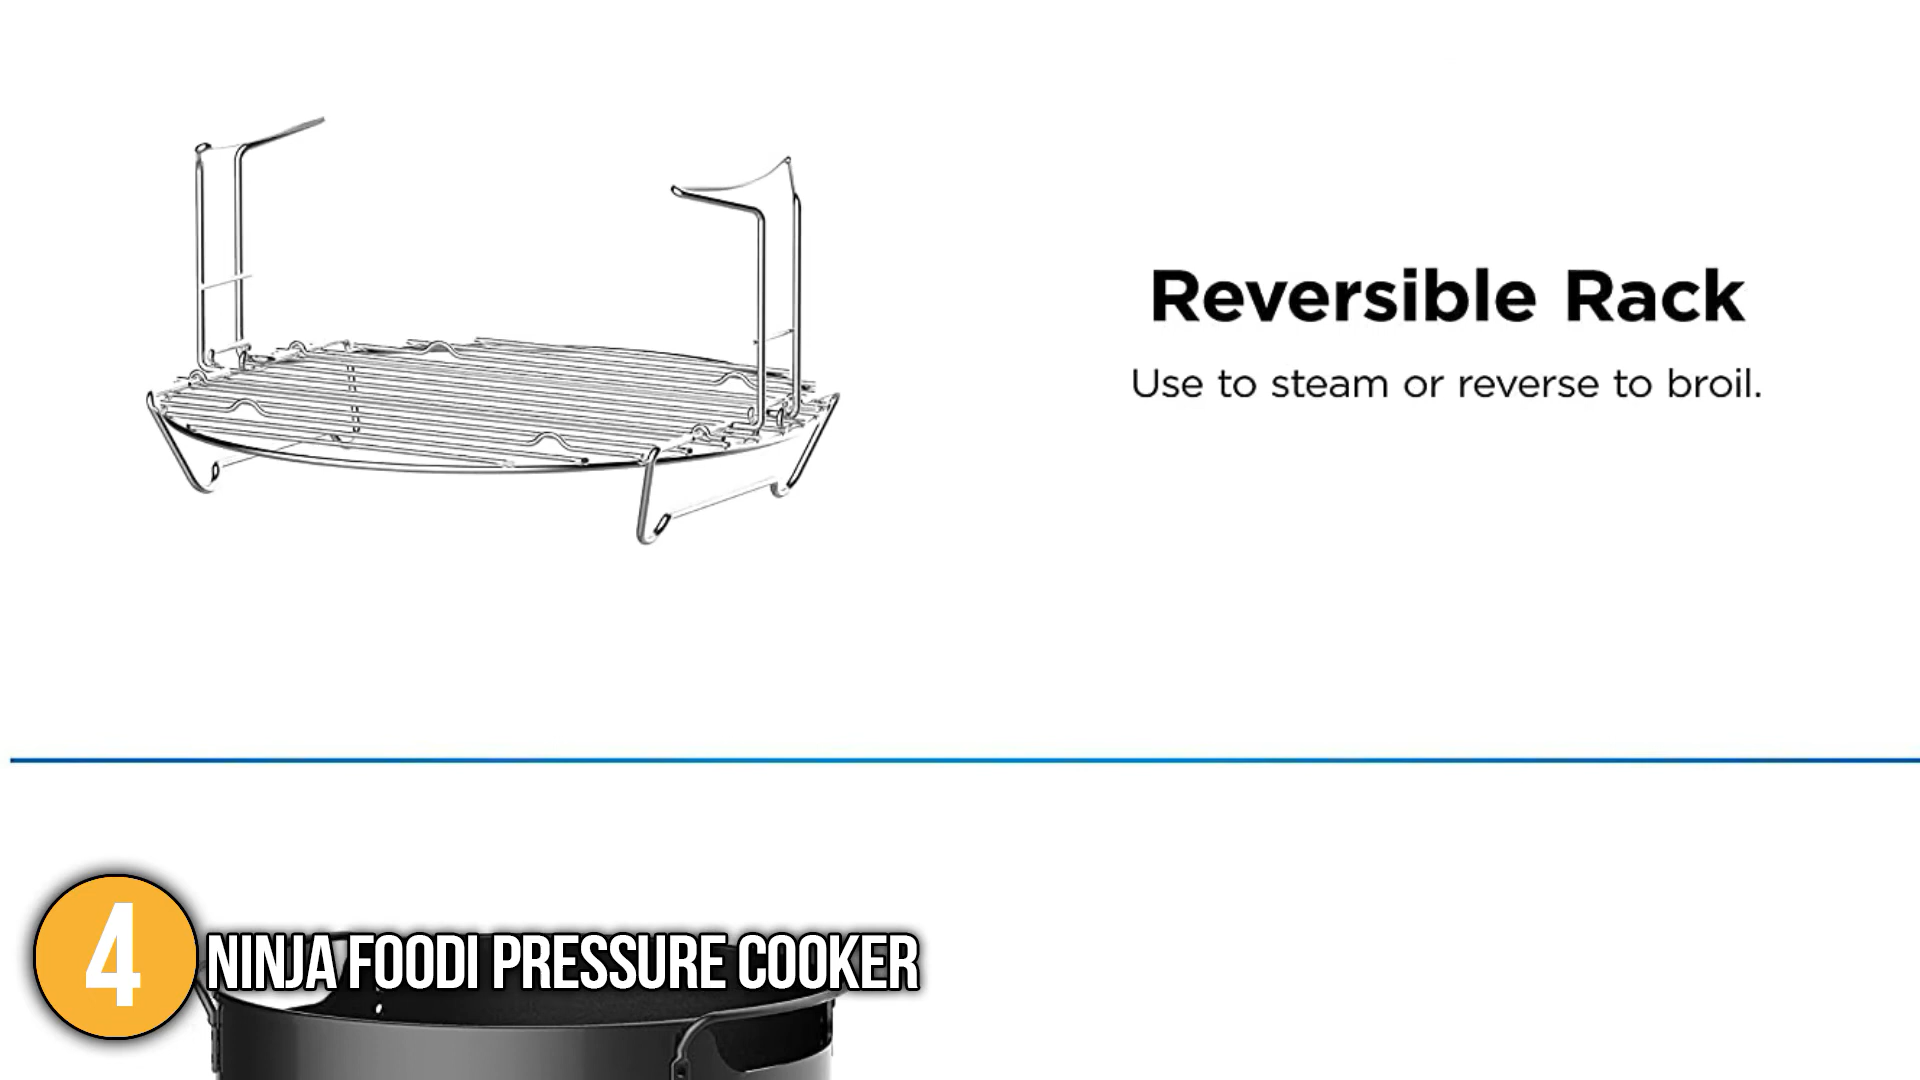 Reversible Rack
Use to steam or reverse to broil.
4
NINJA FOODI PRESSURE COOKER